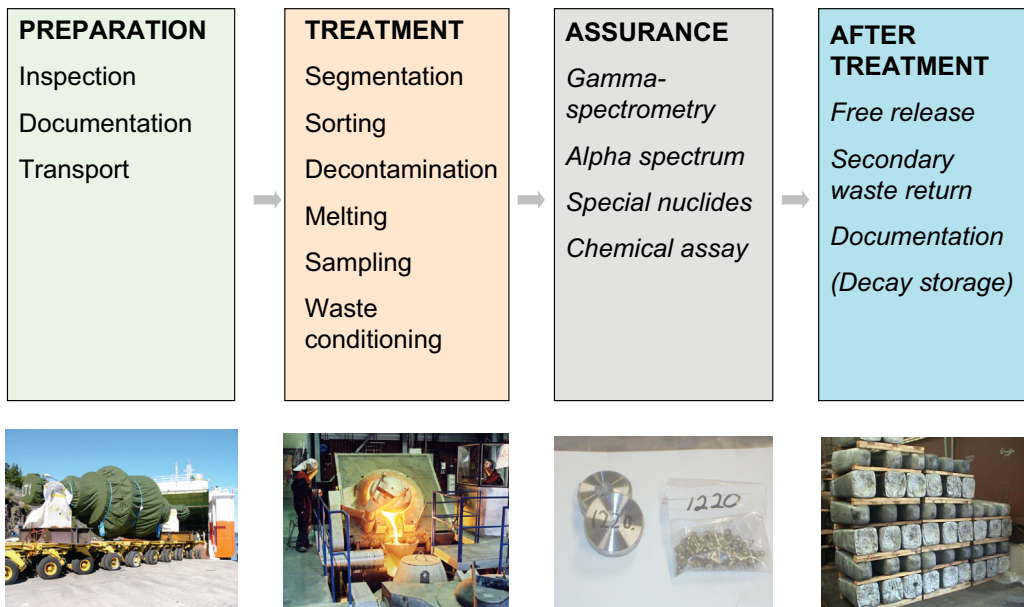 PREPARATION
Inspection
Documentation
Transport
TREATMENT
Segmentation
Sorting
Decontamination
Melting
Sampling
Waste
conditioning
ASSURANCE
Gamma-
spectrometry
Alpha spectrum
Special nuclides
Chemical assay
AFTER
TREATMENT
Free release
Secondary
waste return
Documentation
(Decay storage)
1220.
1220